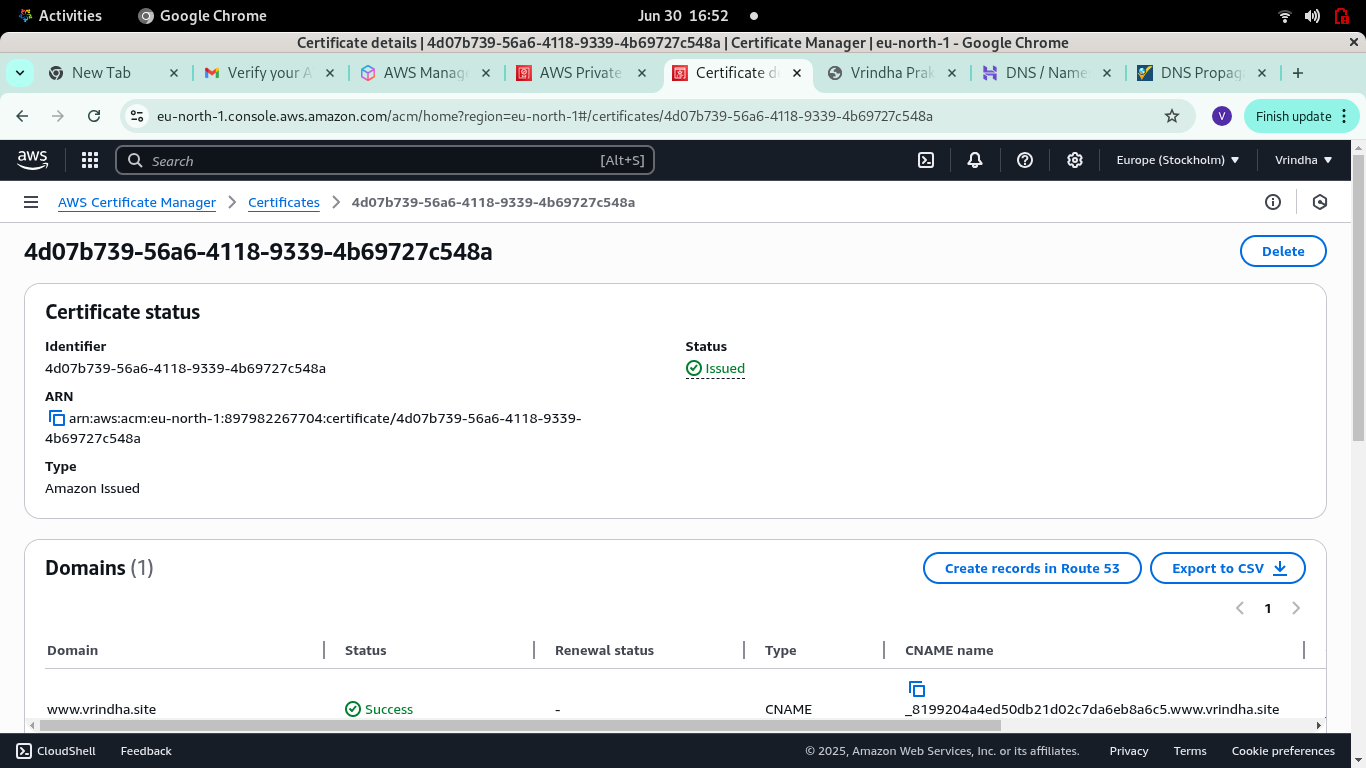 Activities
Google Chrome
Jun 30 16:52
Certificate details | 4d07b739-56a6-4118-9339-4b69727c548a | Certificate Manager | eu-north-1 - Google Chrome
New Tab
Verify your A
AWS Manag
AWS Private
Certificate d
Vrindha Prak
DNS / Name
DNS Propag
eu-north-1.console.aws.amazon.com/acm/home?region=eu-north-1#/certificates/4d07b739-56a6-4118-9339-4b69727c548a
V
Finish update
aws
Search
[Alt+S]
Europe (Stockholm)
Vrindha
AWS Certificate Manager
Certificates
4d07b739-56a6-4118-9339-4b69727c548a
4d07b739-56a6-4118-9339-4b69727c548a
Delete
Certificate status
Identifier
4d07b739-56a6-4118-9339-4b69727c548a
Status
Issued
ARN
arn:aws:acm:eu-north-1:897982267704:certificate/4d07b739-56a6-4118-9339-
4b69727c548a
Type
Amazon Issued
Domains (1)
Create records in Route 53
Export to CSV
1
Domain
Status
Renewal status
Type
CNAME name
www.vrindha.site
Success
-
CNAME
_8199204a4ed50db21d02c7da6eb8a6c5.www.vrindha.site
CloudShell
Feedback
© 2025, Amazon Web Services, Inc. or its affiliates.
Privacy
Terms
Cookie preferences